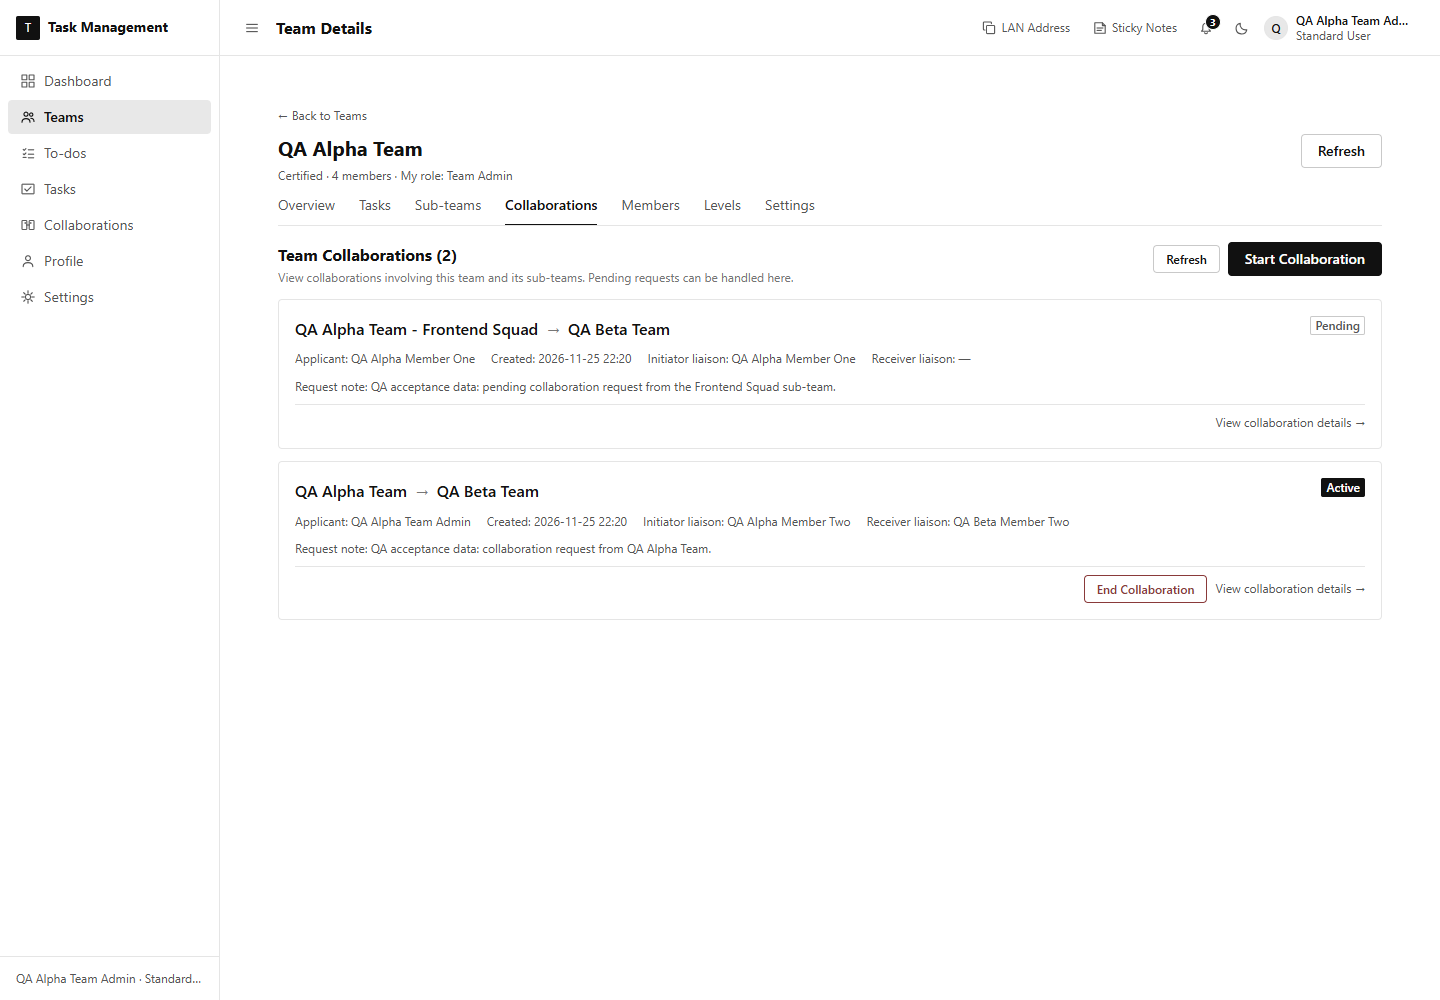 T Task Management
Dashboard
Teams
To-dos
Tasks
Collaborations
Profile
Settings
QA Alpha Team Admin · Standard...
Team Details
LAN Address
Sticky Notes
3
Q
QA Alpha Team Ad...
Standard User
← Back to Teams
QA Alpha Team
Refresh
Certified · 4 members · My role: Team Admin
Overview Tasks Sub-teams Collaborations Members Levels Settings
Team Collaborations (2)
View collaborations involving this team and its sub-teams. Pending requests can be handled here.
Refresh
Start Collaboration
QA Alpha Team - Frontend Squad → QA Beta Team
Pending
Applicant: QA Alpha Member One Created: 2026-11-25 22:20 Initiator liaison: QA Alpha Member One Receiver liaison: —
Request note: QA acceptance data: pending collaboration request from the Frontend Squad sub-team.
View collaboration details →
QA Alpha Team → QA Beta Team
Active
Applicant: QA Alpha Team Admin Created: 2026-11-25 22:20 Initiator liaison: QA Alpha Member Two Receiver liaison: QA Beta Member Two
Request note: QA acceptance data: collaboration request from QA Alpha Team.
End Collaboration
View collaboration details →